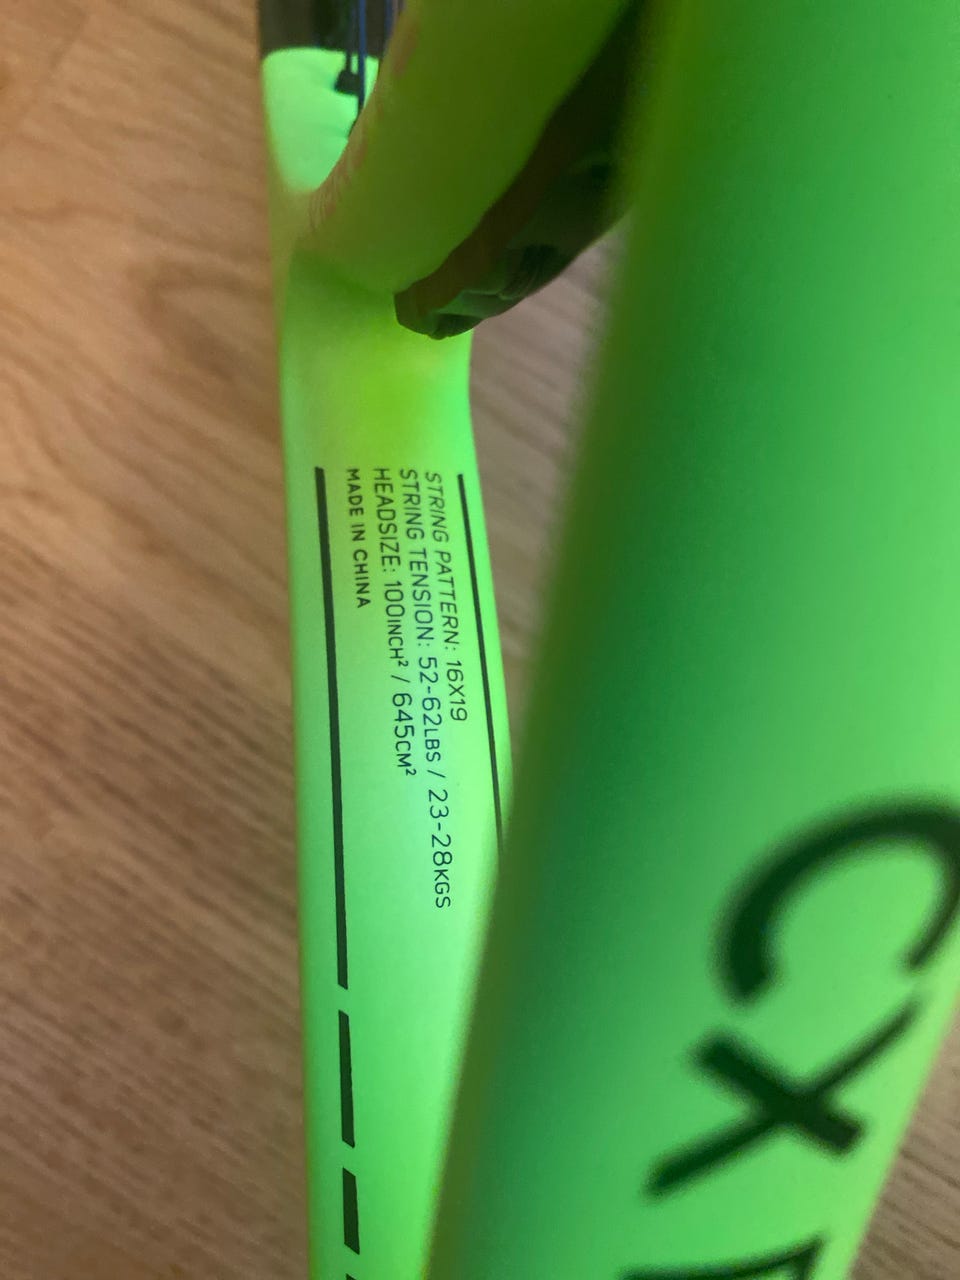 STRING PATTERN: 16X19
STRING TENSION: 52-62LBS / 23-28KGS
HEADSIZE: 100INCH² / 645CM²
MADE IN CHINA
CX